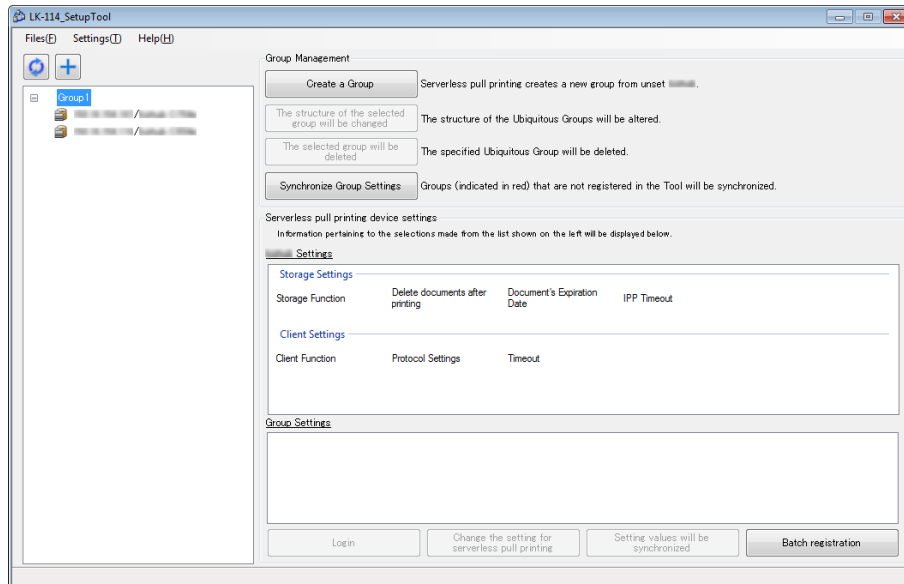 LK-114_SetupTool
Files(F) Settings(T) Help(H)
Group Management
Create a Group
Serverless pull printing creates a new group from unset .
The structure of the selected
group will be changed
The structure of the Ubiquitous Groups will be altered.
The selected group will be
deleted
The specified Ubiquitous Group will be deleted.
Synchronize Group Settings
Groups (indicated in red) that are not registered in the Tool will be synchronized.
Group1
/
/
Serverless pull printing device settings
Information pertaining to the selections made from the list shown on the left will be displayed below.
Settings
Storage Settings
Storage Function
Delete documents after
printing
Document's Expiration
Date
IPP Timeout
Client Settings
Client Function
Protocol Settings
Timeout
Group Settings
Login
Change the setting for
serverless pull printing
Setting values will be
synchronized
Batch registration